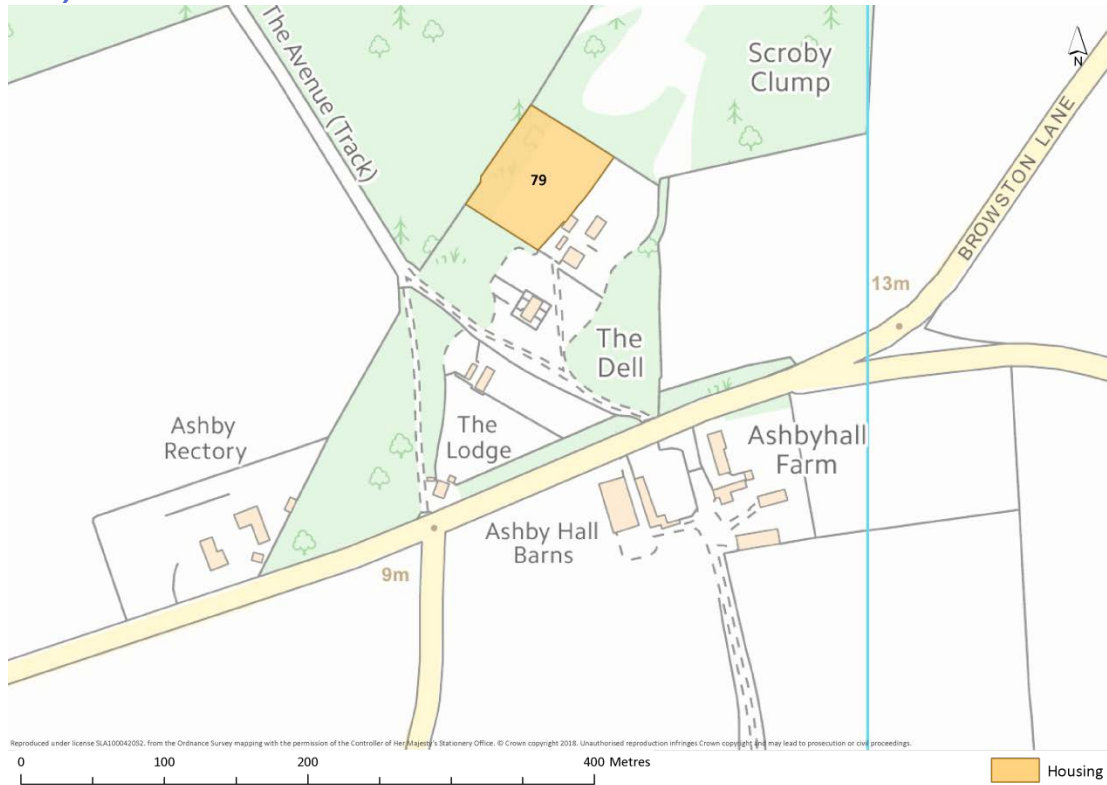 The Avenue (Track)
Scroby
Clump
N
BROWSTON LANE
79
13m
The
Dell
Ashby
Rectory
The
Lodge
Ashbyhall
Farm
Ashby Hall
Barns
9m
Reproduced under license SLA100042052. from the Ordnance Survey mapping with the permission of the Controller of Her Majesty's Stationery Office. © Crown copyright 2018. Unauthorised reproduction infringes Crown copyright and may lead to prosecution or civil proceedings.
0 100 200 400 Metres
Housing